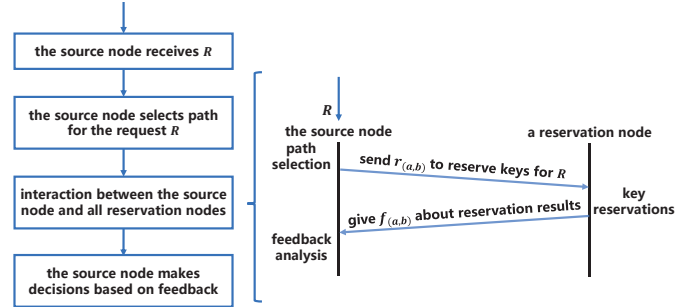 the source node receives R
the source node selects path
for the request R
interaction between the source
node and all reservation nodes
the source node makes
decisions based on feedback
R
the source node
a reservation node
path
selection
send r(a,b) to reserve keys for R
key
reservations
give f(a,b) about reservation results
feedback
analysis